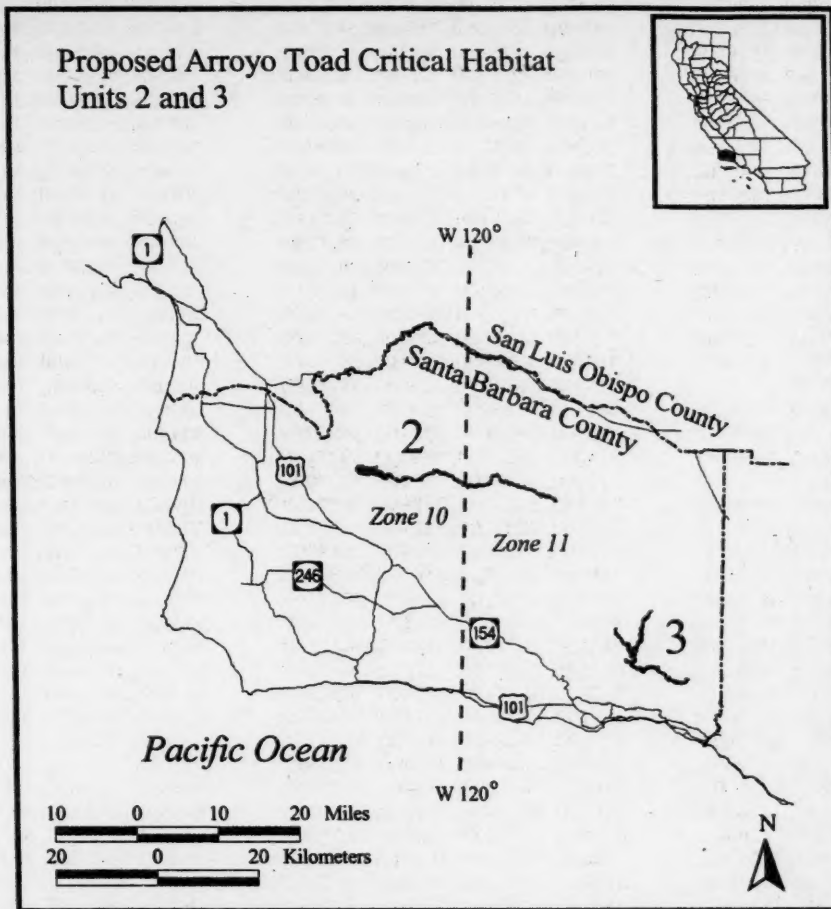 Proposed Arroyo Toad Critical Habitat
Units 2 and 3
W 120°
1
San Luis Obispo County
Santa Barbara County
2
101
Zone 10
1
Zone 11
246
154
3
101
Pacific Ocean
W 120°
10 0 10 20 Miles
20 0 20 Kilometers
N